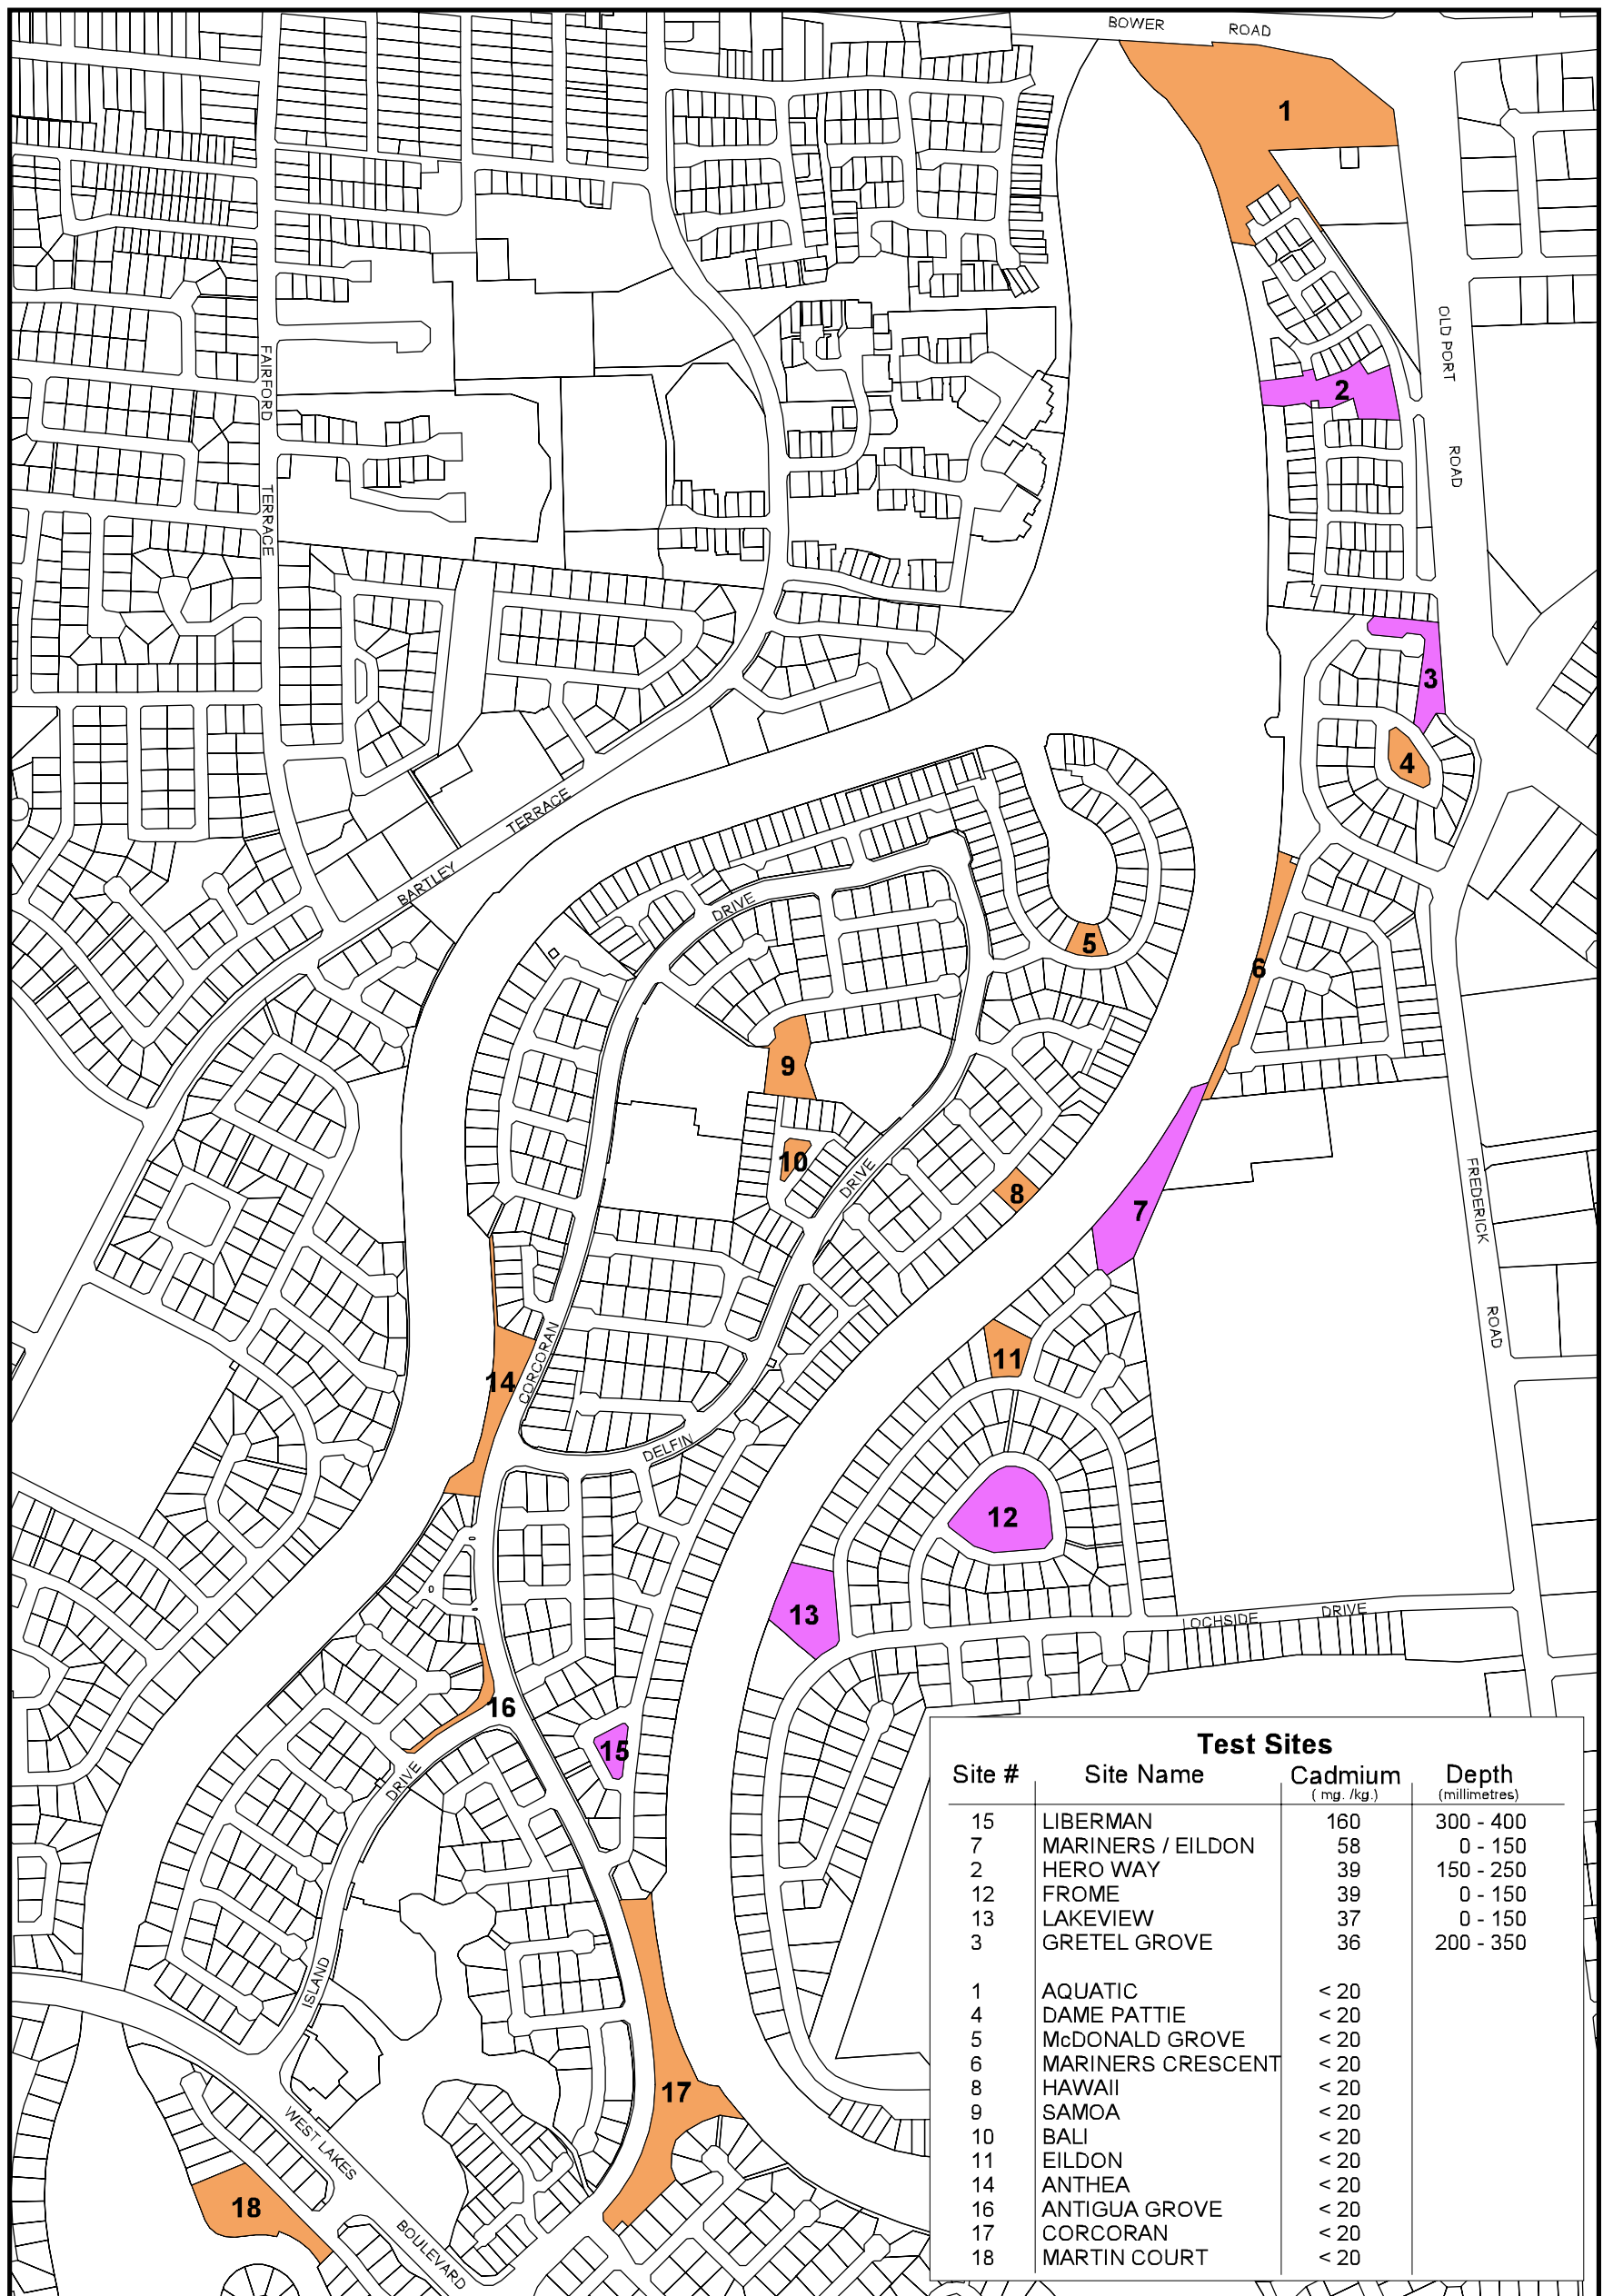 BOWER ROAD
1
OLD PORT
ROAD
2
FAIRFORD
TERRACE
3
4
TERRACE
BARTLEY
DRIVE
5
6
9
10
DRIVE
8
7
FREDERICK
ROAD
11
CORCORAN
14
DELFIN
12
13
LOCHSIDE DRIVE
16
15
DRIVE
ISLAND
17
WEST LAKES
BOULEVARD
18
Test Sites
Site # Site Name Cadmium Depth
( mg. /kg.) (millimetres)
15 LIBERMAN 160 300 - 400
7 MARINERS / EILDON 58 0 - 150
2 HERO WAY 39 150 - 250
12 FROME 39 0 - 150
13 LAKEVIEW 37 0 - 150
3 GRETEL GROVE 36 200 - 350
1 AQUATIC < 20
4 DAME PATTIE < 20
5 McDONALD GROVE < 20
6 MARINERS CRESCENT < 20
8 HAWAII < 20
9 SAMOA < 20
10 BALI < 20
11 EILDON < 20
14 ANTHEA < 20
16 ANTIGUA GROVE < 20
17 CORCORAN < 20
18 MARTIN COURT < 20